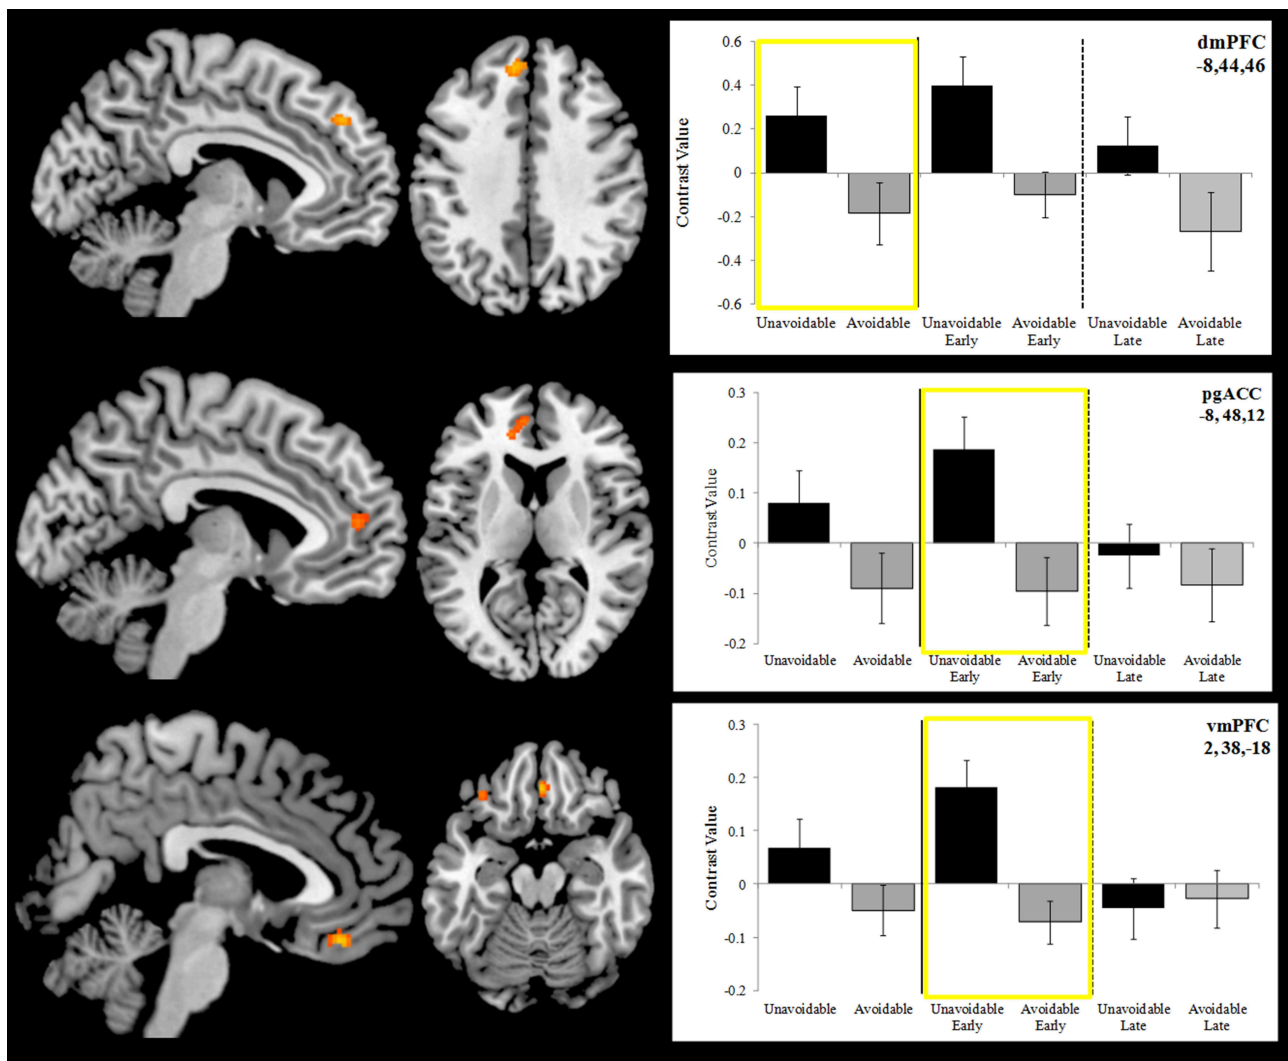 dmPFC
-8,44,46
Contrast Value
0.6
0.4
0.2
0
-0.2
-0.4
-0.6
Unavoidable
Avoidable
Unavoidable
Early
Avoidable
Early
Unavoidable
Late
Avoidable
Late
pgACC
-8,48,12
Contrast Value
0.3
0.2
0.1
0
-0.1
-0.2
Unavoidable
Avoidable
Unavoidable
Early
Avoidable
Early
Unavoidable
Late
Avoidable
Late
vmPFC
2,38,-18
Contrast Value
0.3
0.2
0.1
0
-0.1
-0.2
Unavoidable
Avoidable
Unavoidable
Early
Avoidable
Early
Unavoidable
Late
Avoidable
Late